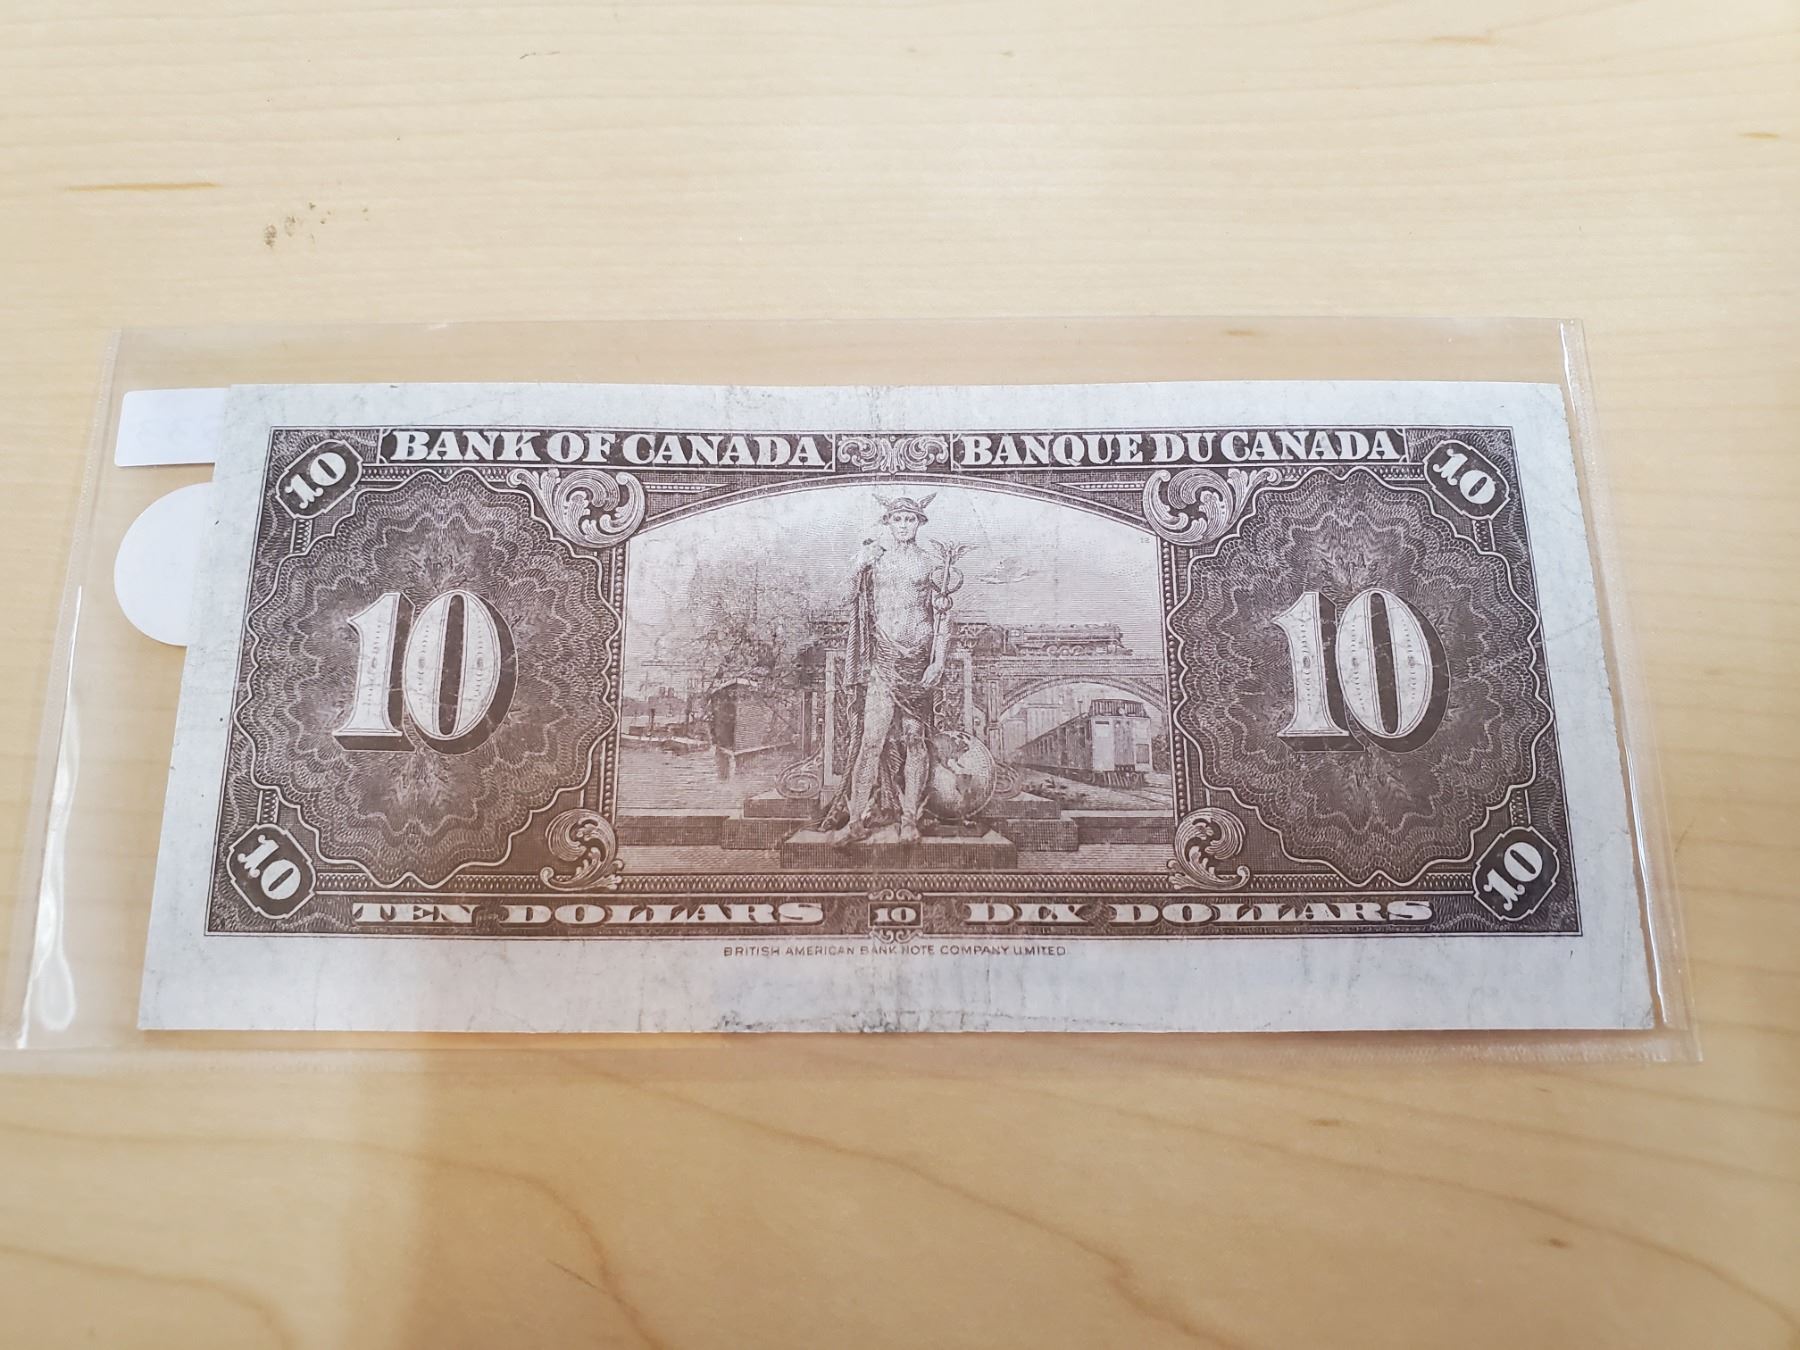 10 BANK OF CANADA BANQUE DU CANADA 10
10 10
10 TEN DOLLARS 10 DIX DOLLARS 10
BRITISH AMERICAN BANK NOTE COMPANY LIMITED